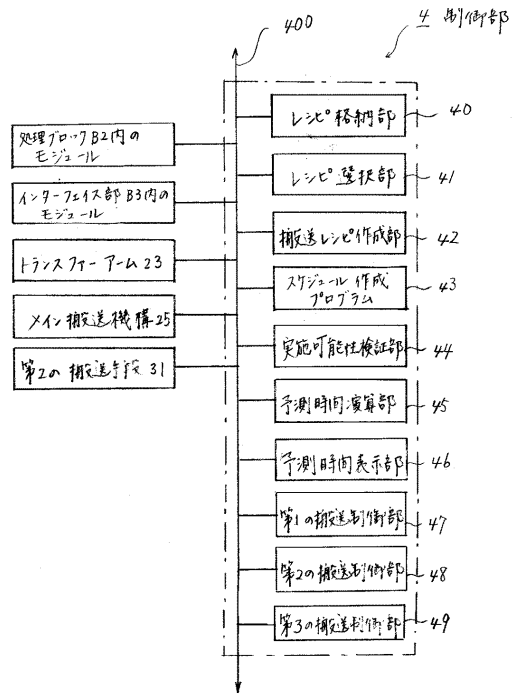 400
4 制御部
レシピ格納部
40
処理ブロックB2内の
モジュール
レシピ選択部
41
インターフェイス部B3内の
モジュール
搬送レシピ作成部
42
トランスファーアーム23
スケジュール作成
プログラム
43
メイン搬送機構25
実施可能性検証部
44
第2の搬送手段31
予測時間演算部
45
予測時間表示部
46
第1の搬送制御部
47
第2の搬送制御部
48
第3の搬送制御部
49